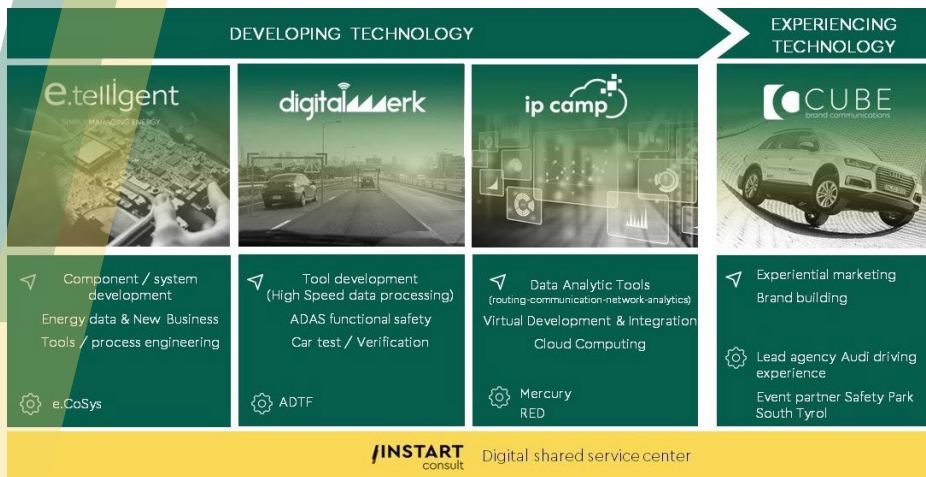 DEVELOPING TECHNOLOGY
EXPERIENCING
TECHNOLOGY
e.telligent
SIMPLY MANAGING ENERGY
digitalwerk
ip camp
CUBE
brand communications
Component / system
development
Energy data & New Business
Tools / process engineering
e.CoSys
Tool development
(High Speed data processing)
ADAS functional safety
Car test / Verification
ADTF
Data Analytic Tools
(routing-communication-network-analytics)
Virtual Development & Integration
Cloud Computing
Mercury
RED
Experiential marketing
Brand building
Lead agency Audi driving
experience
Event partner Safety Park
South Tyrol
INSTART
consult
Digital shared service center